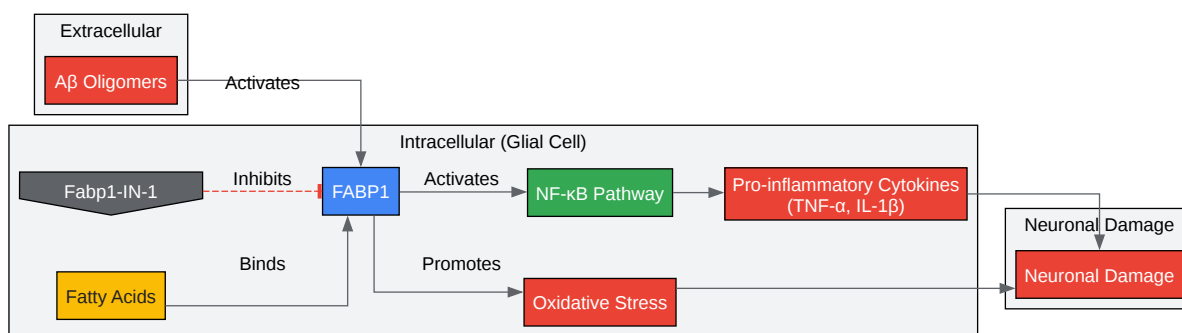 Extracellular
Aβ Oligomers
Activates
Intracellular (Glial Cell)
Fabp1-IN-1
Inhibits
FABP1
Activates
NF-κB Pathway
Pro-inflammatory Cytokines
(TNF-α, IL-1β)
Neuronal Damage
Neuronal Damage
Fatty Acids
Binds
Promotes
Oxidative Stress